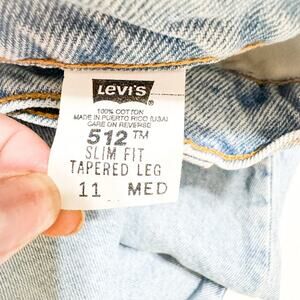 LEVI'S
100% COTTON
MADE IN PUERTO RICO (USA)
CARE ON REVERSE
512 TM
SLIM FIT
TAPERED LEG
11 MED